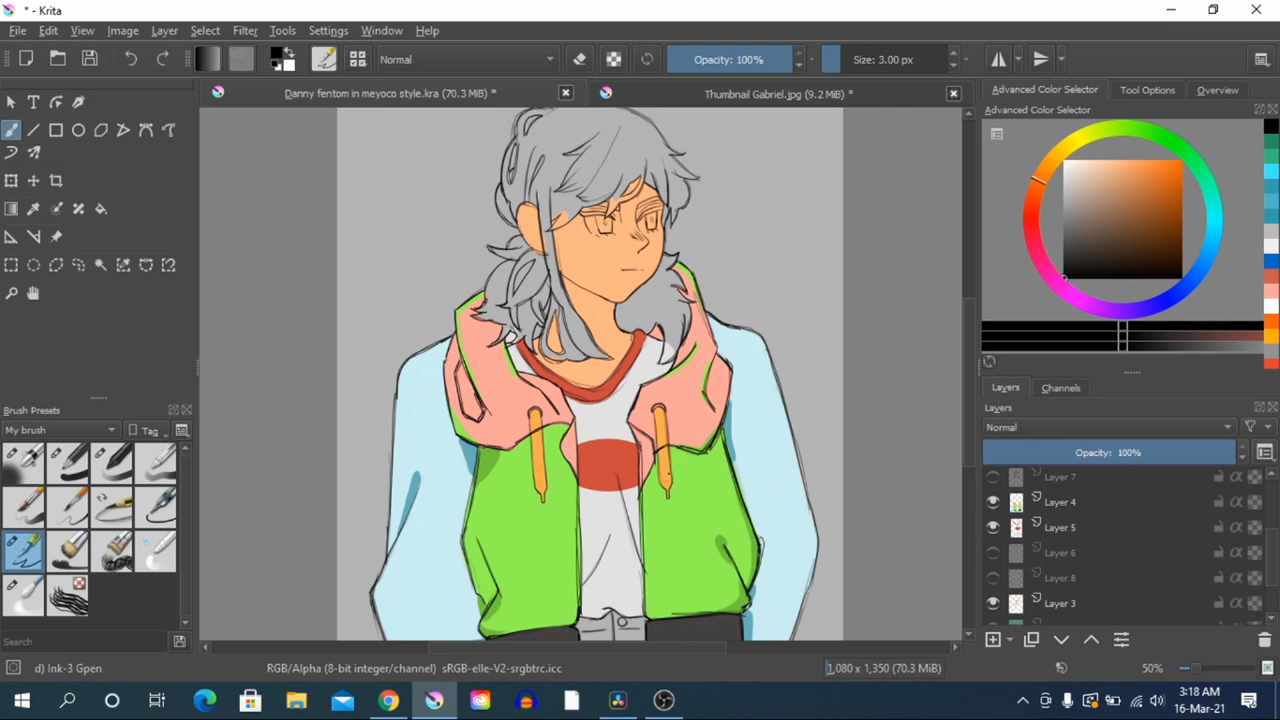 * - Krita
File Edit View Image Layer Select Filter Tools Settings Window Help
Normal Opacity: 100% Size: 3.00 px
Danny fentom in meyoco style.kra (70.3 MiB) *
Thumbnail Gabriel.jpg (9.2 MiB) *
Advanced Color Selector Tool Options Overview
Advanced Color Selector
Layers Channels
Layers
Normal
Opacity: 100%
Layer 7
Layer 4
Layer 5
Layer 6
Layer 8
Layer 3
Brush Presets
My brush Tag
Search
d) Ink-3 Gpen RGB/Alpha (8-bit integer/channel) sRGB-elle-V2-srgbtrc.icc 1,080 x 1,350 (70.3 MiB) 50%
3:18 AM
16-Mar-21